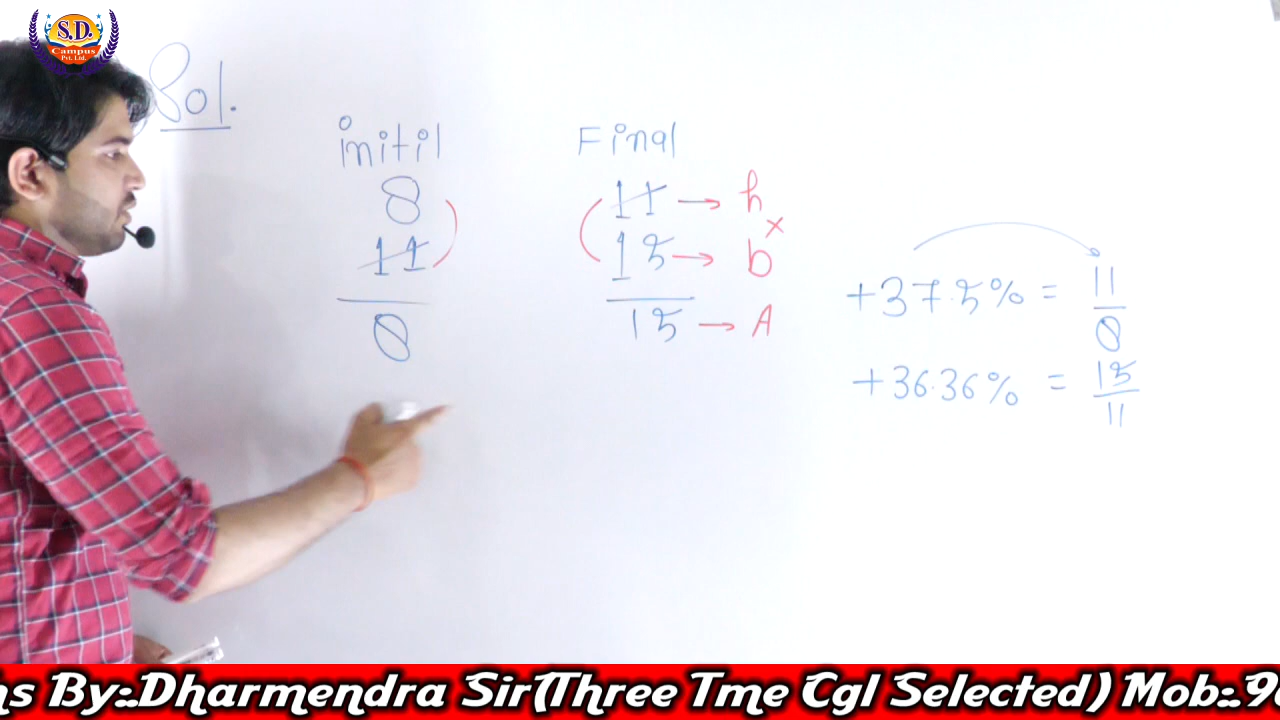 S.D.
Campus
Pvt. Ltd.
Sol.
initil Final
8 11 → h
×
11 15 → b
8 15 → A
+37.5% = 11/8
+36.36% = 15/11
ns By:.Dharmendra Sir(Three Tme Cgl Selected) Mob:.9